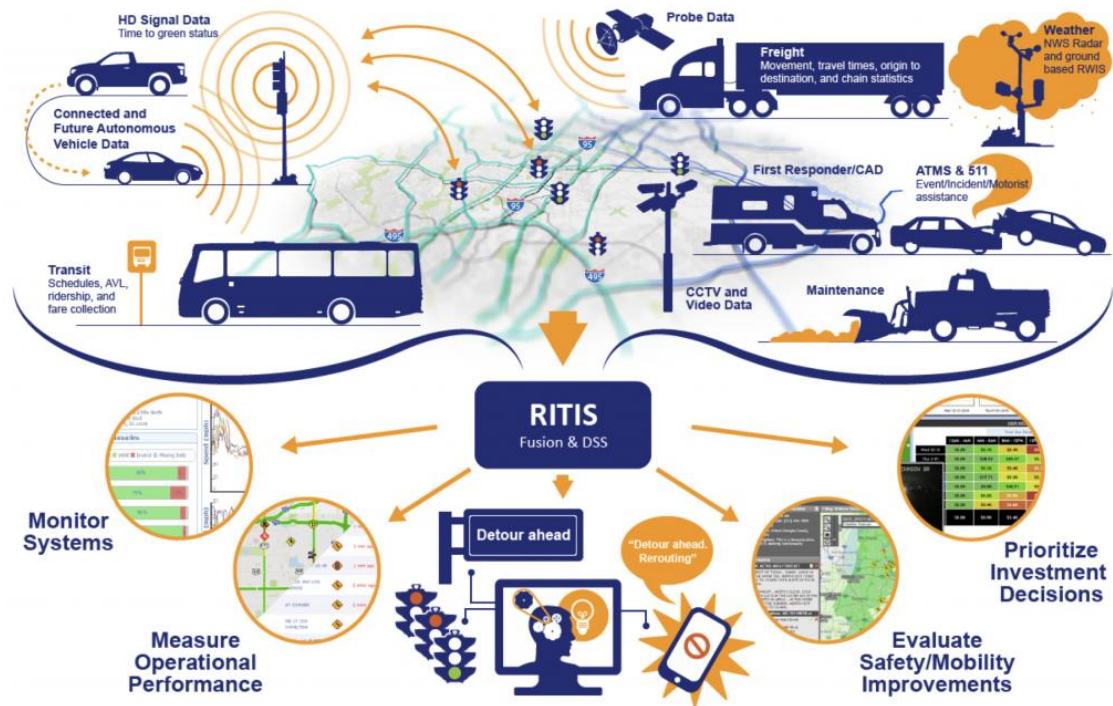 HD Signal Data
Time to green status
Connected and
Future Autonomous
Vehicle Data
Probe Data
Freight
Movement, travel times, origin to
destination, and chain statistics
Weather
NWS Radar
and ground
based RWIS
95
95
495
495
First Responder/CAD
ATMS & 511
Event/Incident/Motorist
assistance
Transit
Schedules, AVL,
ridership, and
fare collection
CCTV and
Video Data
Maintenance
RITIS
Fusion & DSS
Monitor
Systems
Measure
Operational
Performance
Detour ahead
"Detour ahead.
Rerouting"
Evaluate
Safety/Mobility
Improvements
Prioritize
Investment
Decisions
Speed (mph)